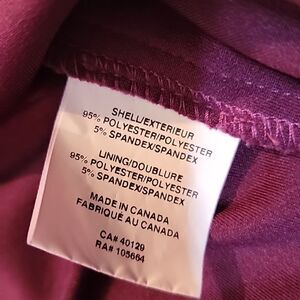 SHELL/EXTERIEUR
95% POLYESTER/POLYESTER
5% SPANDEX/SPANDEX
LINING/DOUBLURE
95% POLYESTER/POLYESTER
5% SPANDEX/SPANDEX
MADE IN CANADA
FABRIQUÉ AU CANADA
CA# 40129
RA# 105664